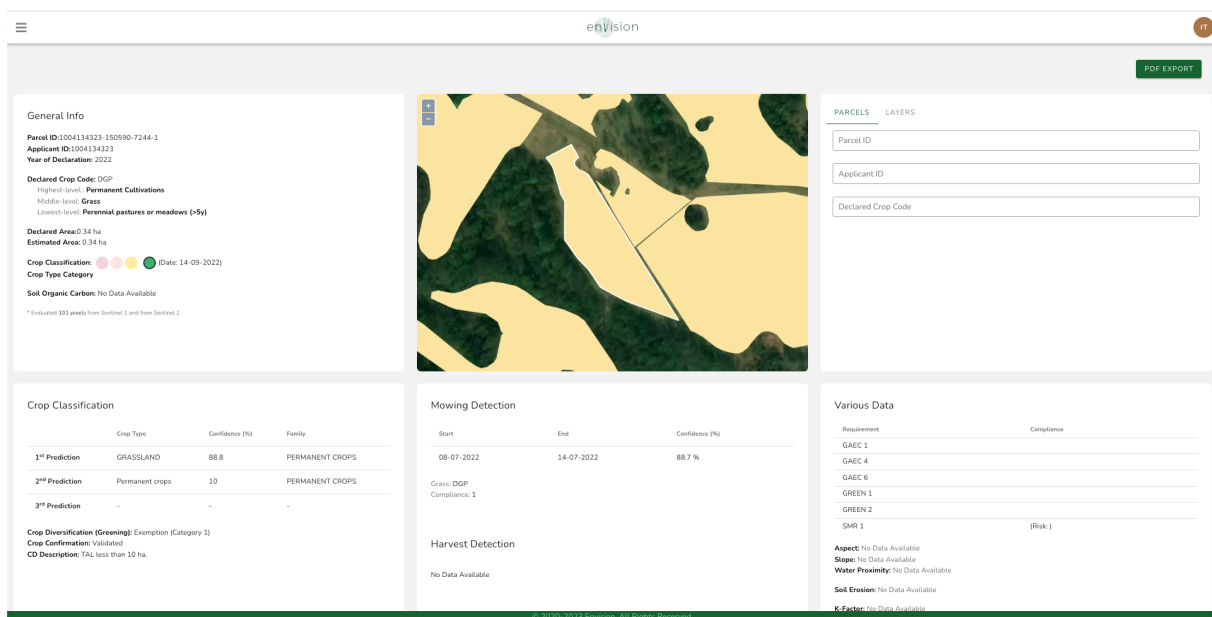 envision
IT
PDF EXPORT
General Info
Parcel ID:1004134323-150590-7244-1
Applicant ID:1004134323
Year of Declaration: 2022
Declared Crop Code: DGP
Highest-level : Permanent Cultivations
Middle-level: Grass
Lowest-level: Perennial pastures or meadows (>5y)
Declared Area:0.34 ha
Estimated Area: 0.34 ha
Crop Classification: (Date: 14-09-2022)
Crop Type Category
Soil Organic Carbon: No Data Available
* Evaluated 101 pixels from Sentinel 1 and from Sentinel 2
+
−
PARCELS LAYERS
Parcel ID
Applicant ID
Declared Crop Code
Crop Classification
Crop Type Confidence (%) Family
1st Prediction GRASSLAND 88.8 PERMANENT CROPS
2nd Prediction Permanent crops 10 PERMANENT CROPS
3rd Prediction - - -
Crop Diversification (Greening): Exemption (Category 1)
Crop Confirmation: Validated
CD Description: TAL less than 10 ha.
Mowing Detection
Start End Confidence (%)
08-07-2022 14-07-2022 88.7 %
Grass: DGP
Compliance: 1
Harvest Detection
No Data Available
Various Data
Requirement Compliance
GAEC 1
GAEC 4
GAEC 6
GREEN 1
GREEN 2
SMR 1 (Risk: )
Aspect: No Data Available
Slope: No Data Available
Water Proximity: No Data Available
Soil Erosion: No Data Available
K-Factor: No Data Available
© 2020-2023 Envision. All Rights Reserved